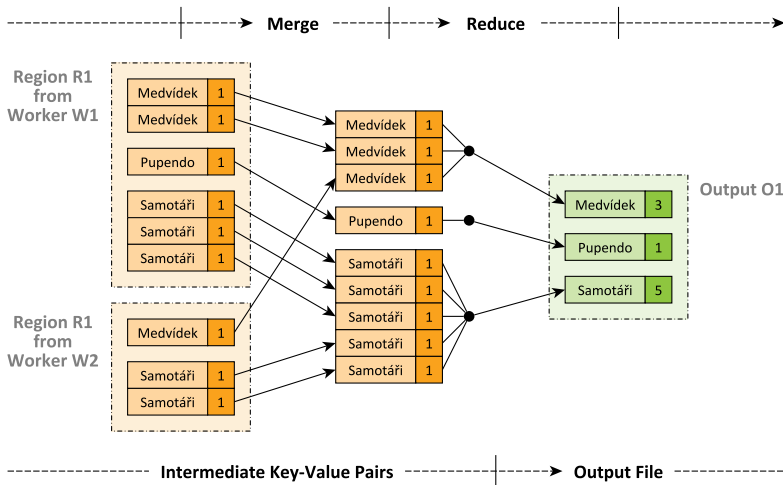 Merge Reduce
Region R1
from
Worker W1
Medvídek 1
Medvídek 1
Pupendo 1
Samotáři 1
Samotáři 1
Samotáři 1
Region R1
from
Worker W2
Medvídek 1
Samotáři 1
Samotáři 1
Medvídek 1
Medvídek 1
Medvídek 1
Pupendo 1
Samotáři 1
Samotáři 1
Samotáři 1
Samotáři 1
Samotáři 1
Output O1
Medvídek 3
Pupendo 1
Samotáři 5
Intermediate Key-Value Pairs Output File